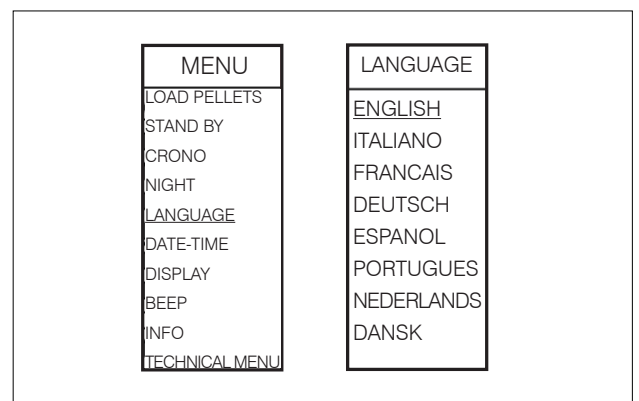 MENU
LOAD PELLETS
STAND BY
CRONO
NIGHT
LANGUAGE
DATE-TIME
DISPLAY
BEEP
INFO
TECHNICAL MENU
LANGUAGE
ENGLISH
ITALIANO
FRANCAIS
DEUTSCH
ESPANOL
PORTUGUES
NEDERLANDS
DANSK